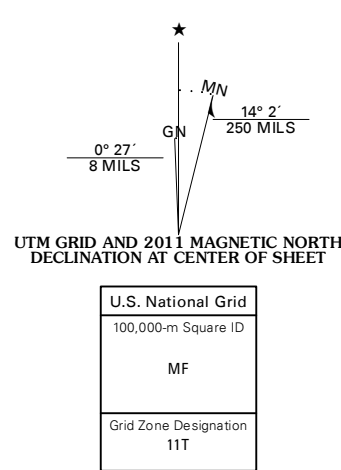 ★
MN
GN
14° 2´
250 MILS
0° 27´
8 MILS
UTM GRID AND 2011 MAGNETIC NORTH
DECLINATION AT CENTER OF SHEET
U.S. National Grid
100,000-m Square ID
MF
Grid Zone Designation
11T